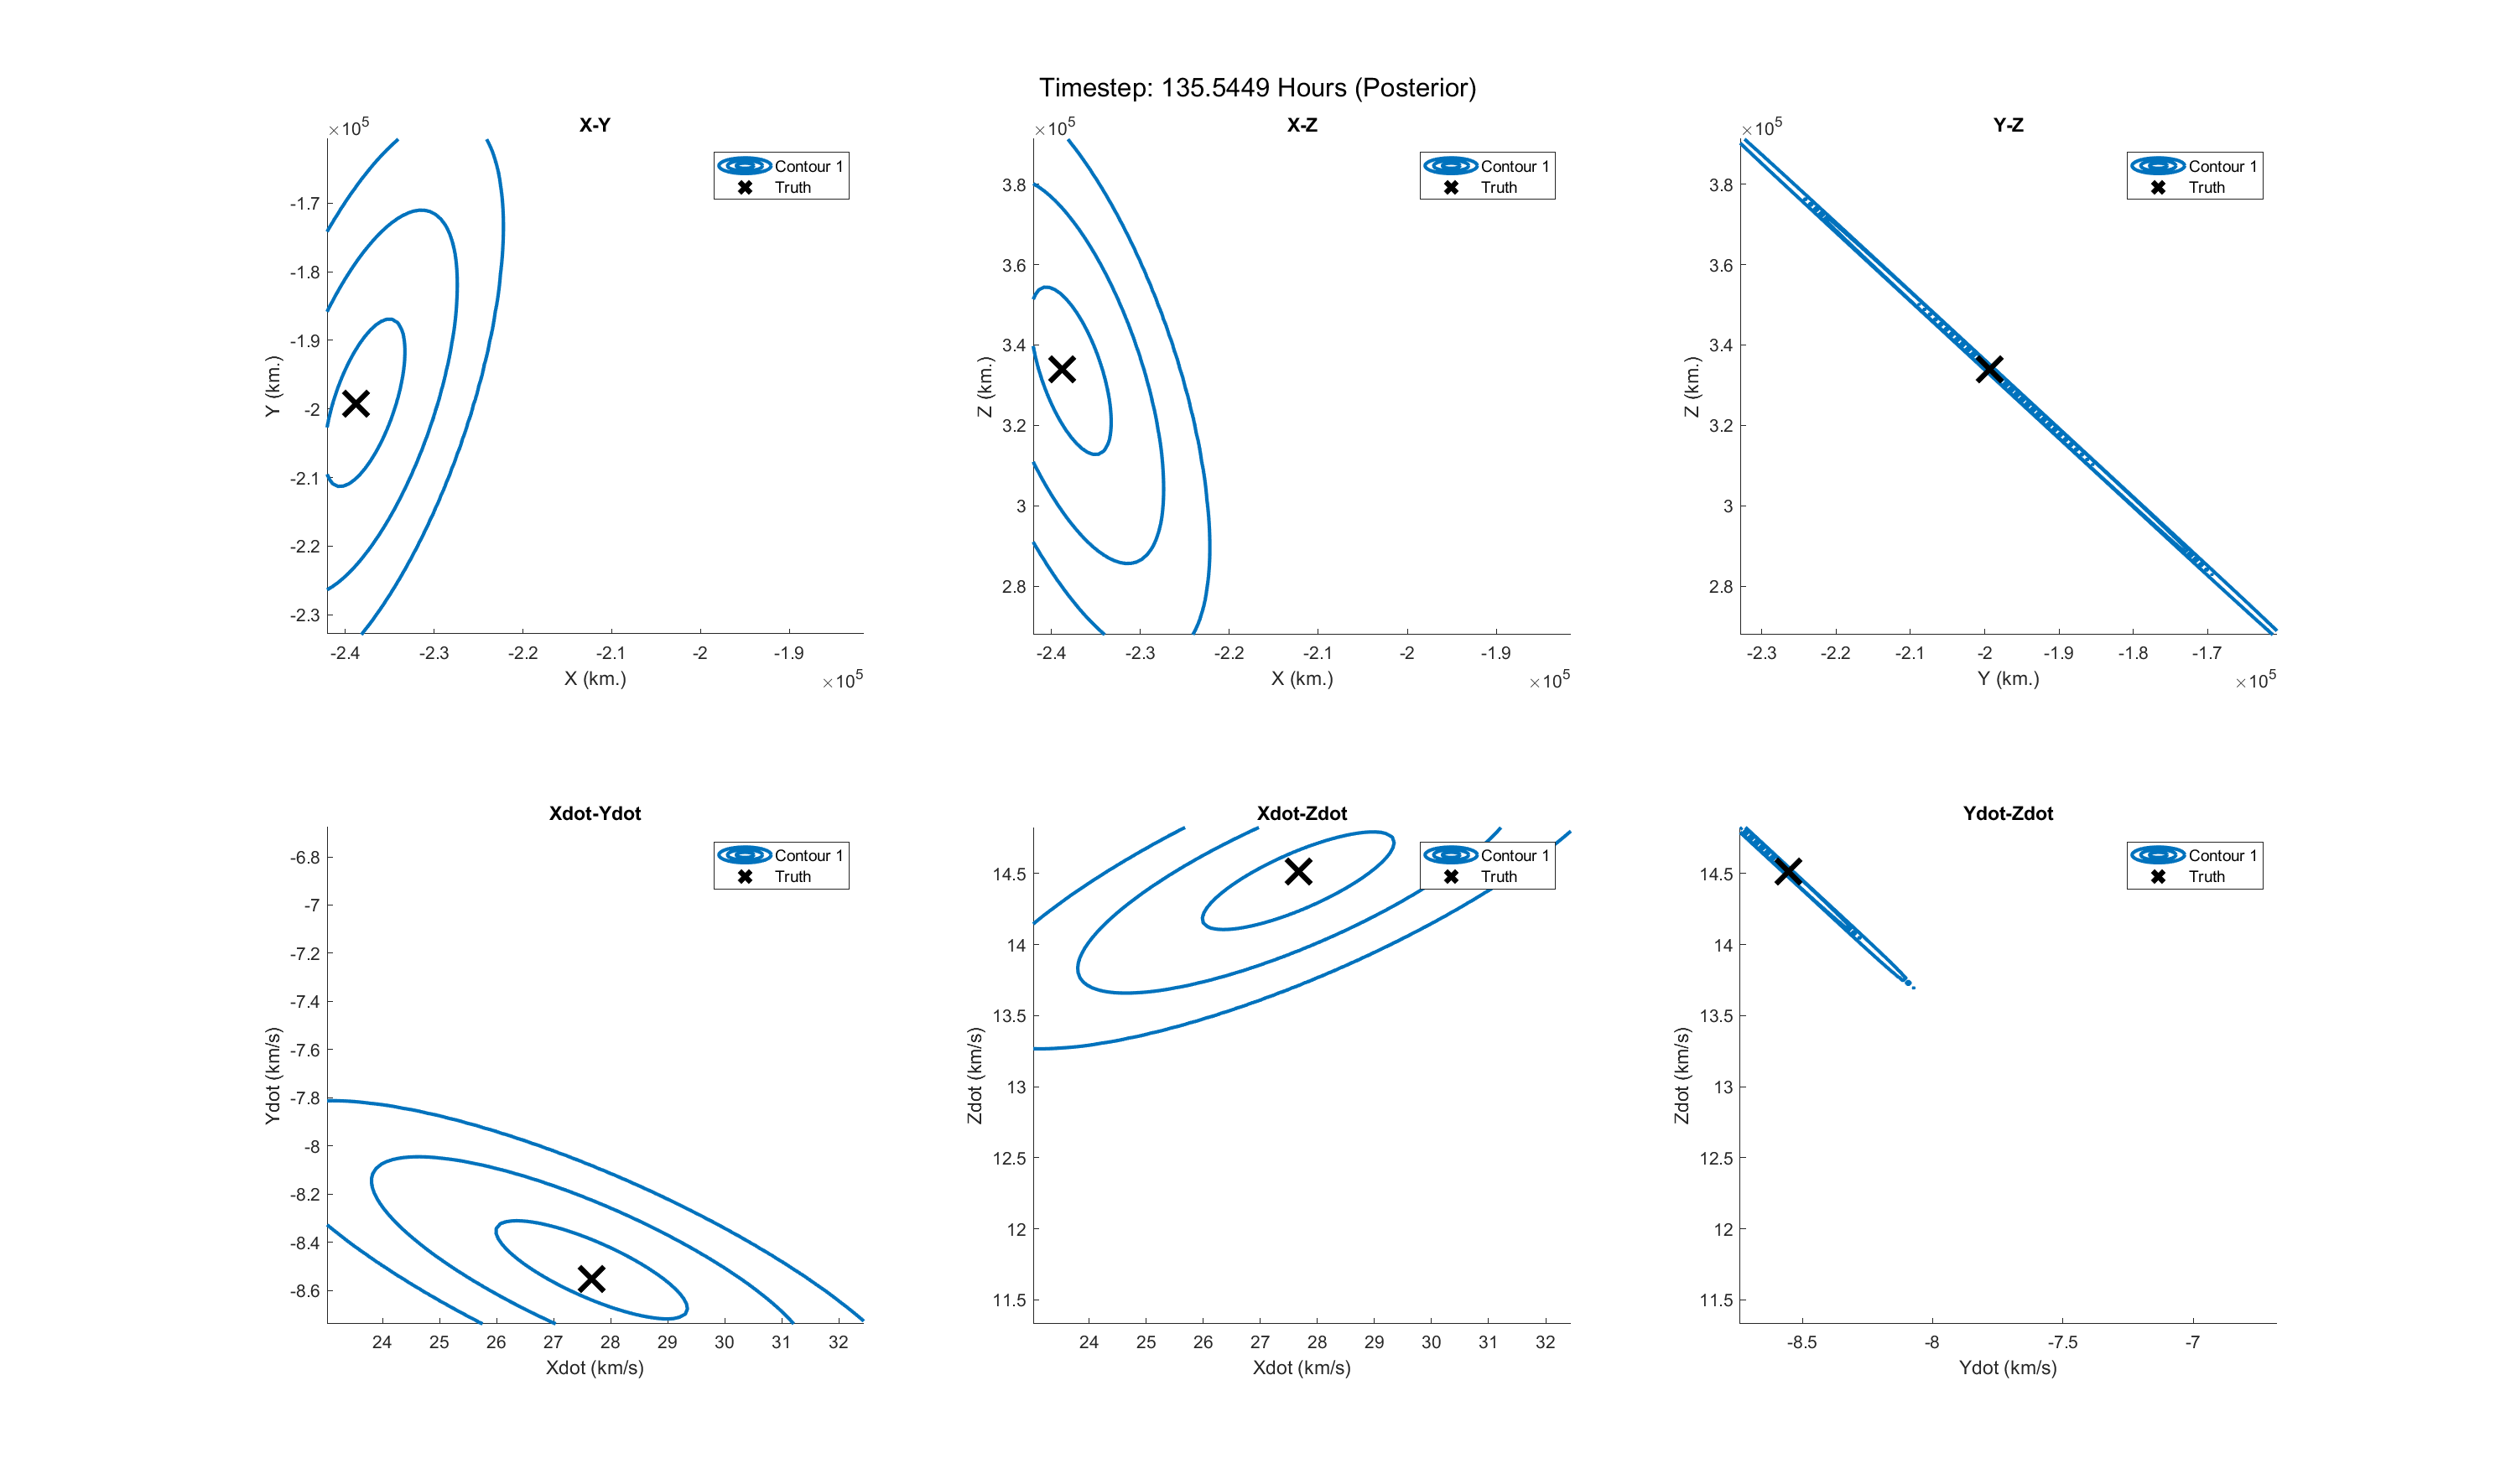 Timestep: 135.5449 Hours (Posterior)
X-Y
×10^5
Contour 1
Truth
-1.7
-1.8
-1.9
-2
-2.1
-2.2
-2.3
Y (km.)
-2.4 -2.3 -2.2 -2.1 -2 -1.9
X (km.)
×10^5
X-Z
×10^5
Contour 1
Truth
3.8
3.6
3.4
3.2
3
2.8
Z (km.)
-2.4 -2.3 -2.2 -2.1 -2 -1.9
X (km.)
×10^5
Y-Z
×10^5
Contour 1
Truth
3.8
3.6
3.4
3.2
3
2.8
Z (km.)
-2.3 -2.2 -2.1 -2 -1.9 -1.8 -1.7
Y (km.)
×10^5
Xdot-Ydot
Contour 1
Truth
-6.8
-7
-7.2
-7.4
-7.6
-7.8
-8
-8.2
-8.4
-8.6
Ydot (km/s)
24 25 26 27 28 29 30 31 32
Xdot (km/s)
Xdot-Zdot
Contour 1
Truth
14.5
14
13.5
13
12.5
12
11.5
Zdot (km/s)
24 25 26 27 28 29 30 31 32
Xdot (km/s)
Ydot-Zdot
Contour 1
Truth
14.5
14
13.5
13
12.5
12
11.5
Zdot (km/s)
-8.5 -8 -7.5 -7
Ydot (km/s)